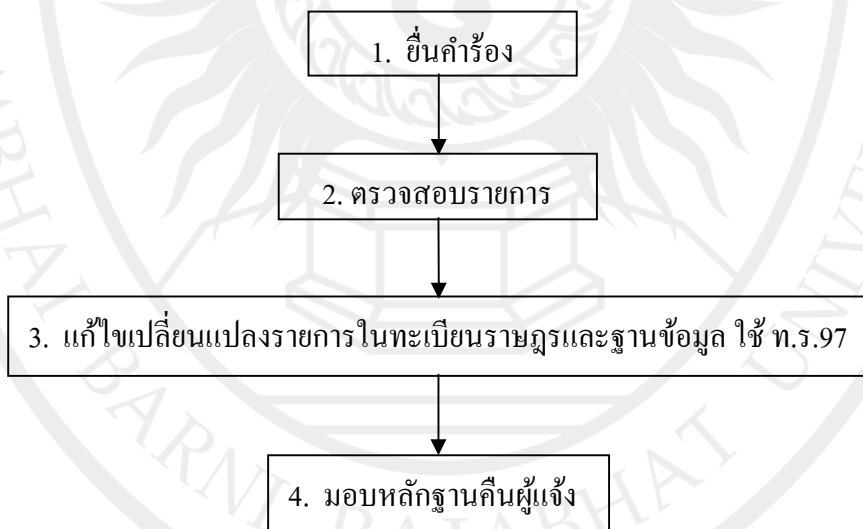 1. ยื่นคำร้อง
2. ตรวจสอบรายการ
3. แก้ไขเปลี่ยนแปลงรายการในทะเบียนราษฎรและฐานข้อมูล ใช้ ท.ร.97
4. มอบหลักฐานคืนผู้แจ้ง
BARNI RAJABHAT